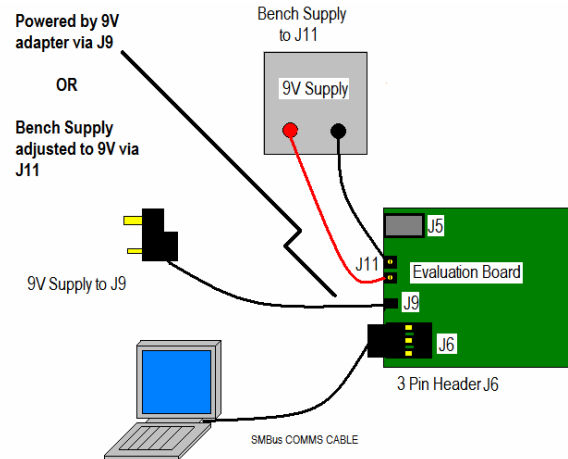 Powered by 9V
adapter via J9
OR
Bench Supply
adjusted to 9V via
J11
Bench Supply
to J11
9V Supply
J5
J11
Evaluation Board
9V Supply to J9
J9
J6
3 Pin Header J6
SMBus COMMS CABLE